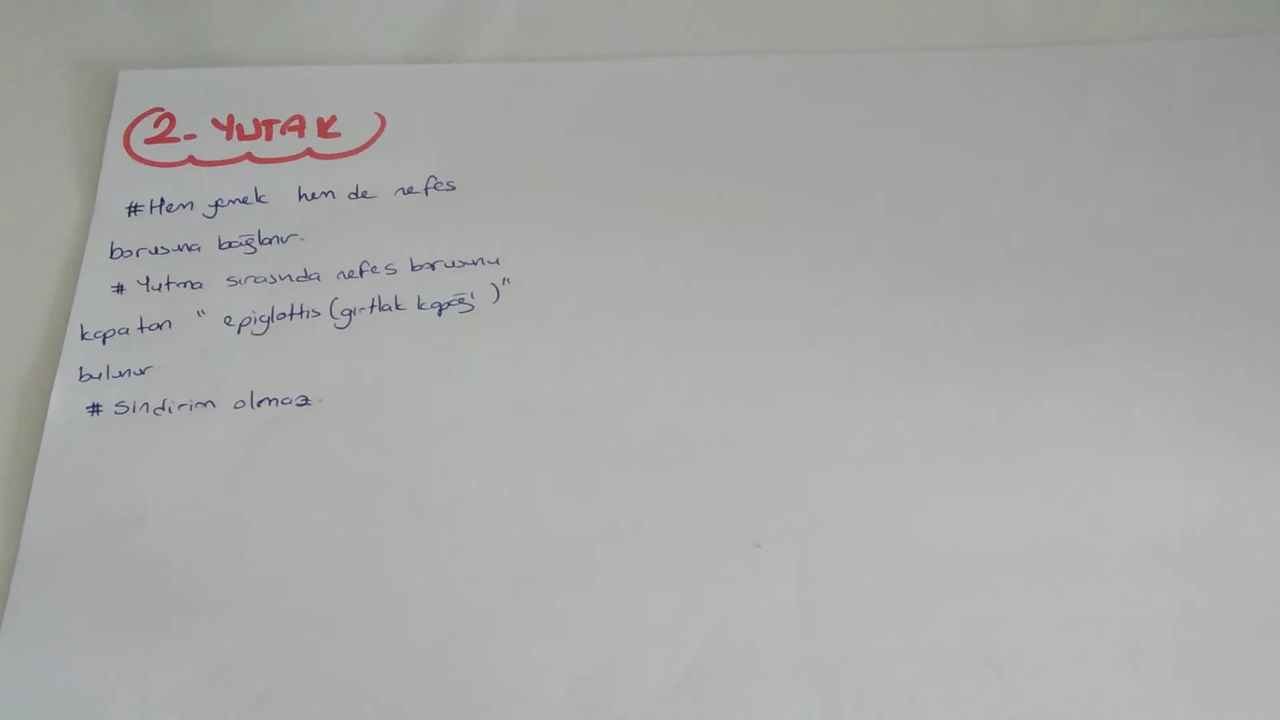 2- YUTAK
#Hem yemek hem de nefes
borusuna bağlanır.
# Yutma sırasında nefes borusunu
kapatan " epiglottis (gırtlak kapağı)"
bulunur
# Sindirim olmaz.